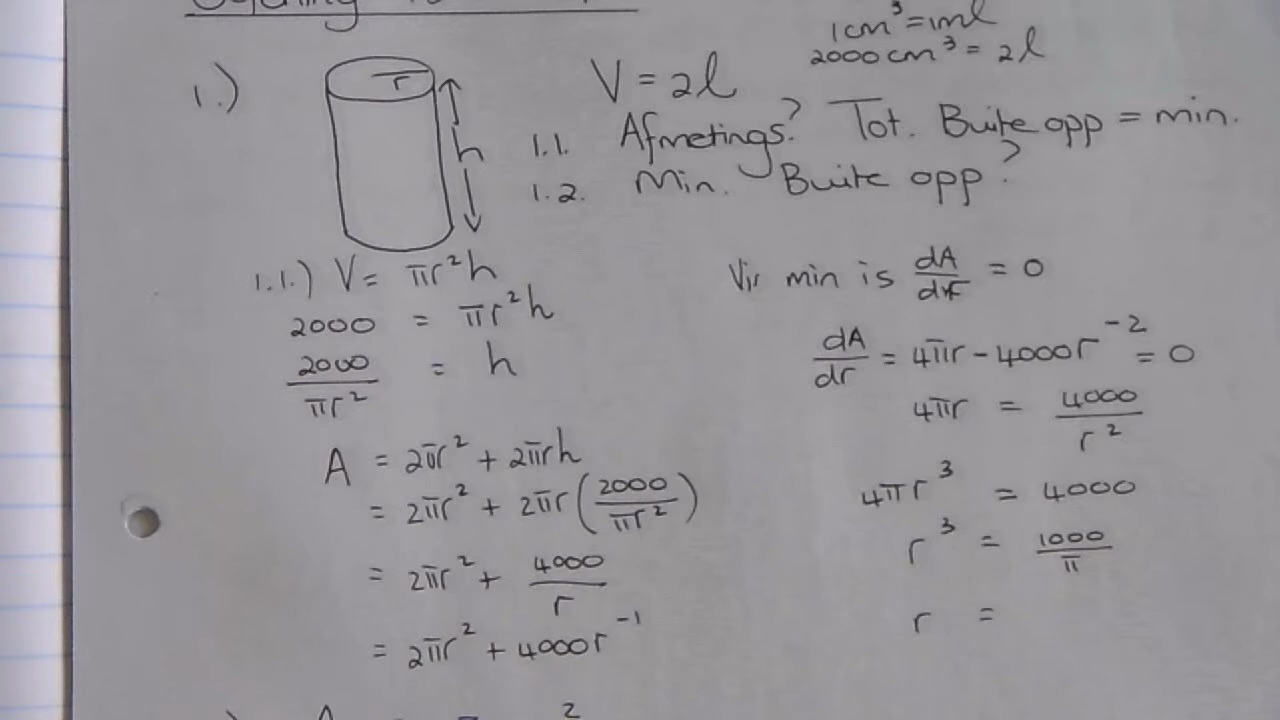 1.)
r
h
V = 2l
1cm³ = 1ml
2000cm³ = 2l
1.1. Afmetings? Tot. Buite opp = min.
1.2. Min. Buite opp?
1.1.) V = πr²h
2000 = πr²h
2000/πr² = h
A = 2πr² + 2πrh
= 2πr² + 2πr(2000/πr²)
= 2πr² + 4000/r
= 2πr² + 4000r⁻¹
Vir min is dA/dr = 0
dA/dr = 4πr - 4000r⁻² = 0
4πr = 4000/r²
4πr³ = 4000
r³ = 1000/π
r =